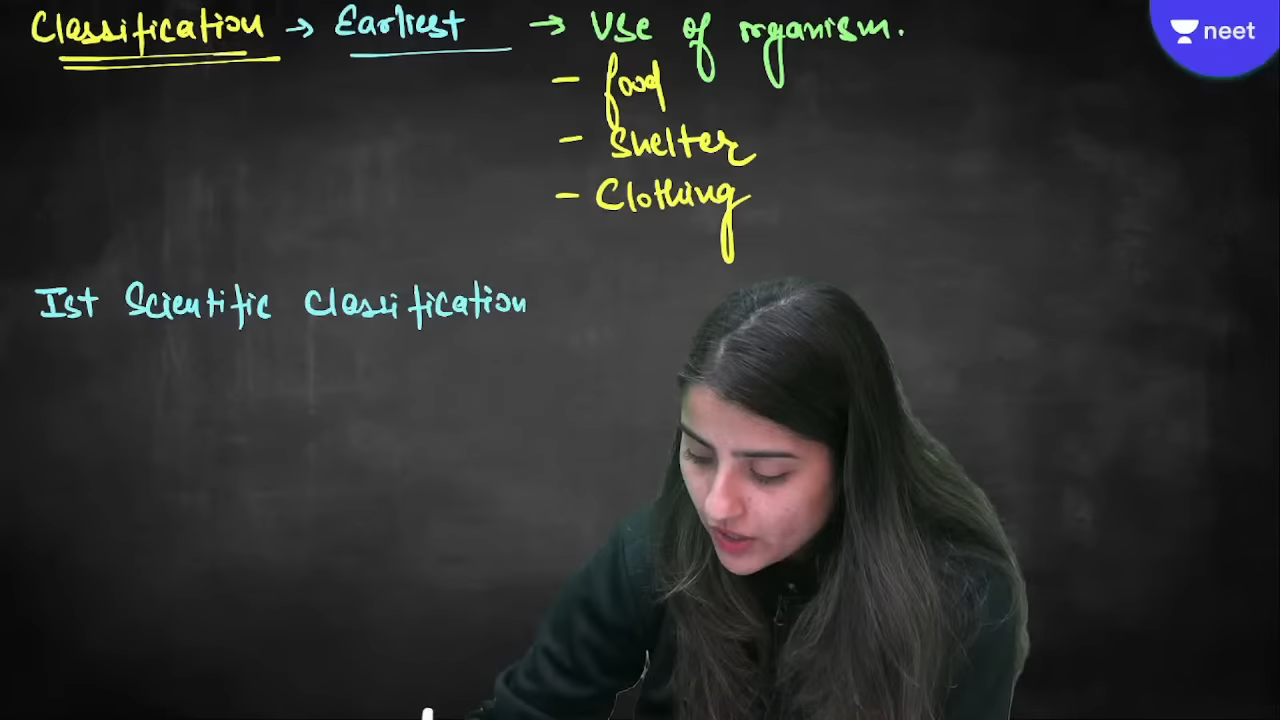 Classification → Earliest → Use of organism.
- food
- Shelter
- Clothing
Ist Scientific Classification
neet